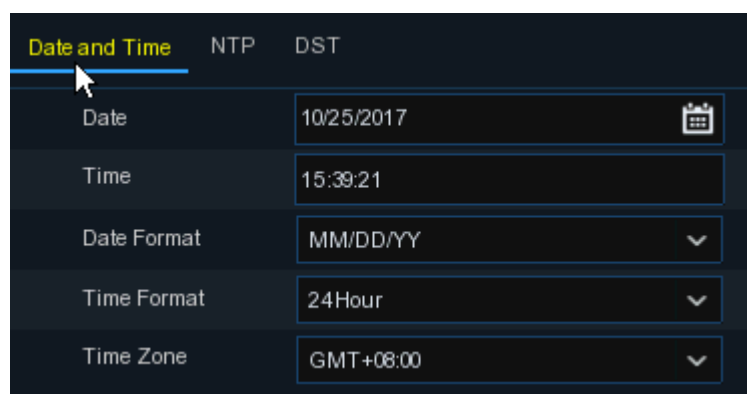 Date and Time NTP DST
Date 10/25/2017
Time 15:39:21
Date Format MM/DD/YY
Time Format 24Hour
Time Zone GMT+08:00